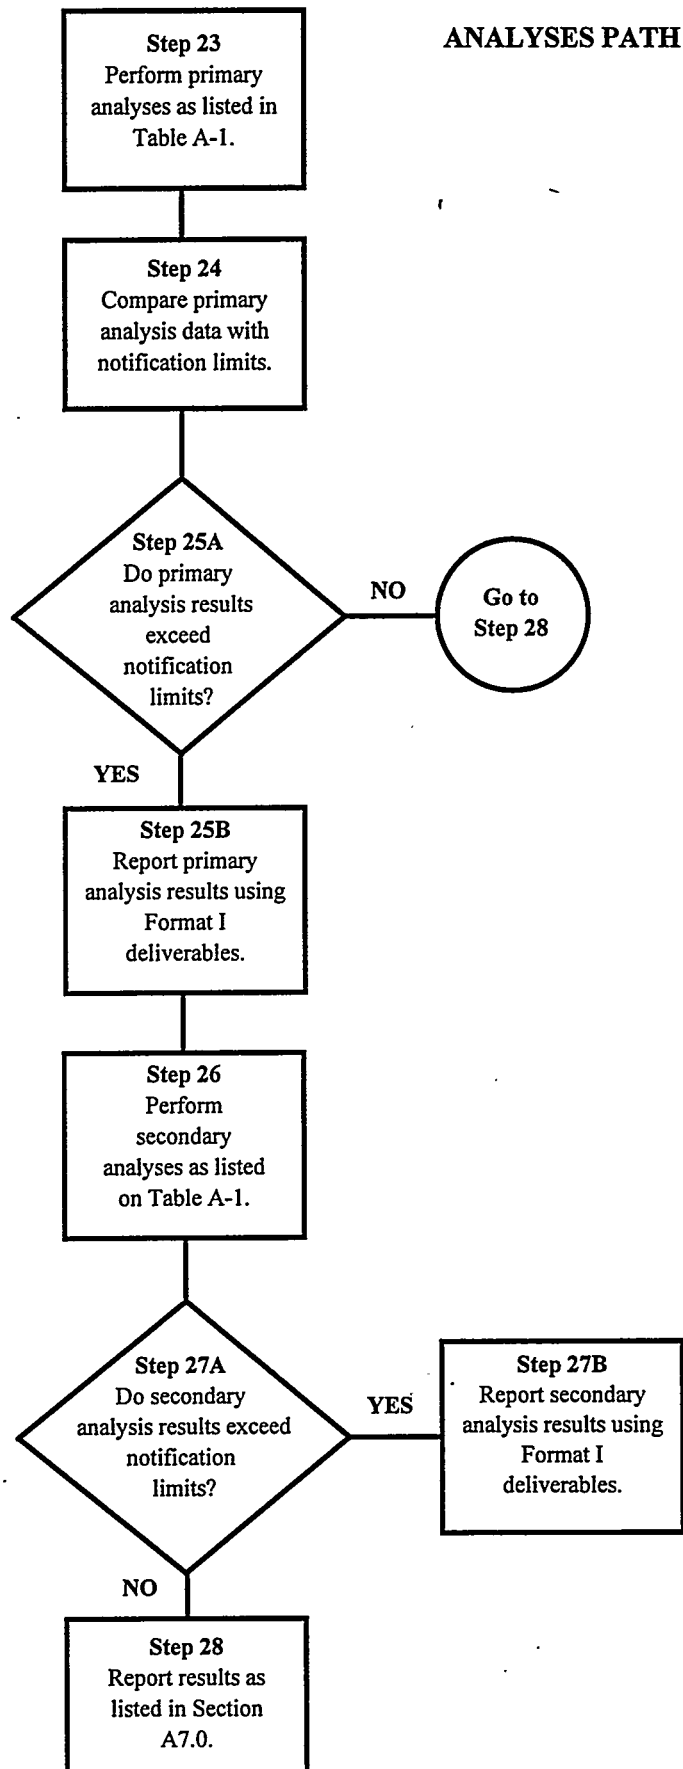 ANALYSES PATH
Step 23
Perform primary
analyses as listed in
Table A-1.
Step 24
Compare primary
analysis data with
notification limits.
Step 25A
Do primary
analysis results
exceed
notification
limits?
NO
Go to
Step 28
YES
Step 25B
Report primary
analysis results using
Format I
deliverables.
Step 26
Perform
secondary
analyses as listed
on Table A-1.
Step 27A
Do secondary
analysis results exceed
notification
limits?
YES
Step 27B
Report secondary
analysis results using
Format I
deliverables.
NO
Step 28
Report results as
listed in Section
A7.0.